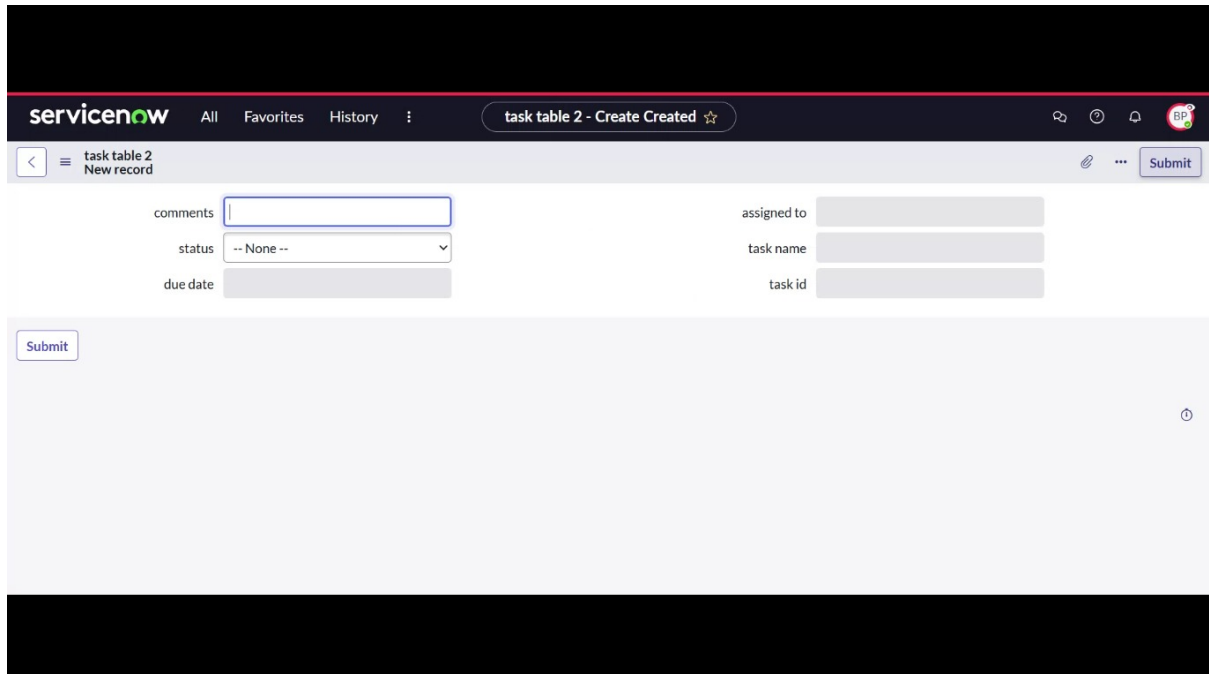 servicenow All Favorites History task table 2 - Create Created BP
task table 2
New record
Submit
comments
assigned to
status -- None --
task name
due date
task id
Submit